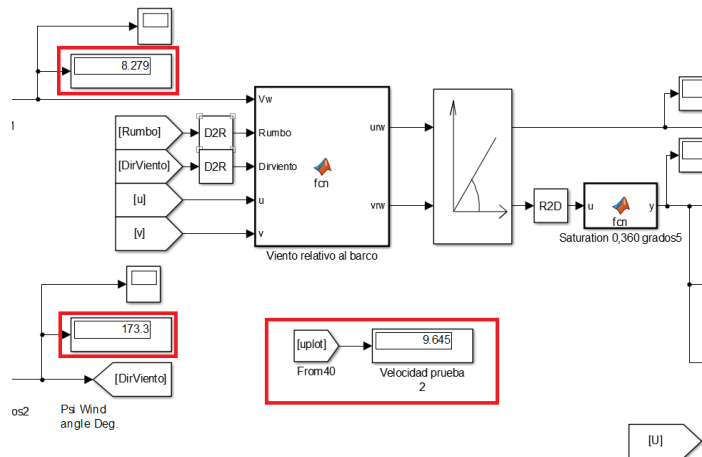 8.279
1
[Rumbo]
[DirViento]
[u]
[v]
D2R
D2R
Vw
Rumbo
Dirviento
u
v
fcn
urw
vrw
Viento relativo al barco
R2D
u
fcn
y
Saturation 0,360 grados5
173.3
[DirViento]
os2
Psi Wind
angle Deg.
[uplot]
From40
9.645
Velocidad prueba
2
[U]